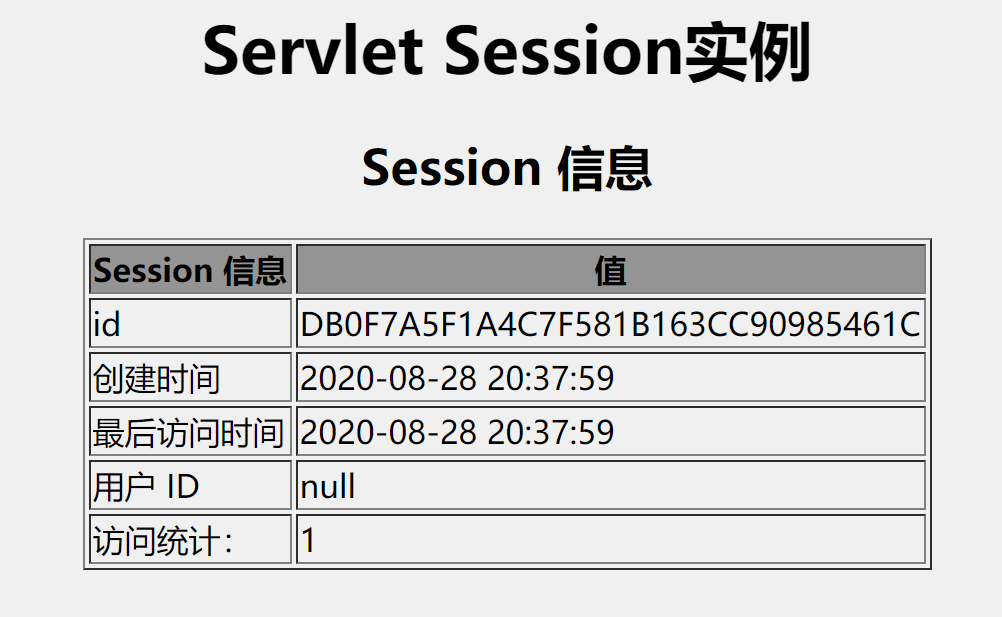 Servlet Session实例
Session 信息
Session 信息 值
id DB0F7A5F1A4C7F581B163CC90985461C
创建时间 2020-08-28 20:37:59
最后访问时间 2020-08-28 20:37:59
用户 ID null
访问统计： 1